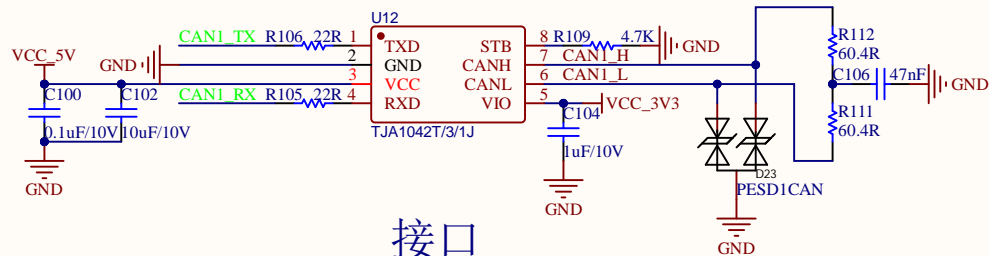 U12
CAN1_TX R106 22R 1 TXD STB 8 R109 4.7K GND
VCC_5V GND 2 GND CANH 7 CAN1_H R112 60.4R
3 VCC CANL 6 CAN1_L C106 47nF GND
C100 C102 CAN1_RX R105 22R 4 RXD VIO 5 VCC_3V3 R111 60.4R
0.1uF/10V 10uF/10V TJA1042T/3/1J C104 1uF/10V
D23
GND PESD1CAN
GND
GND
接口